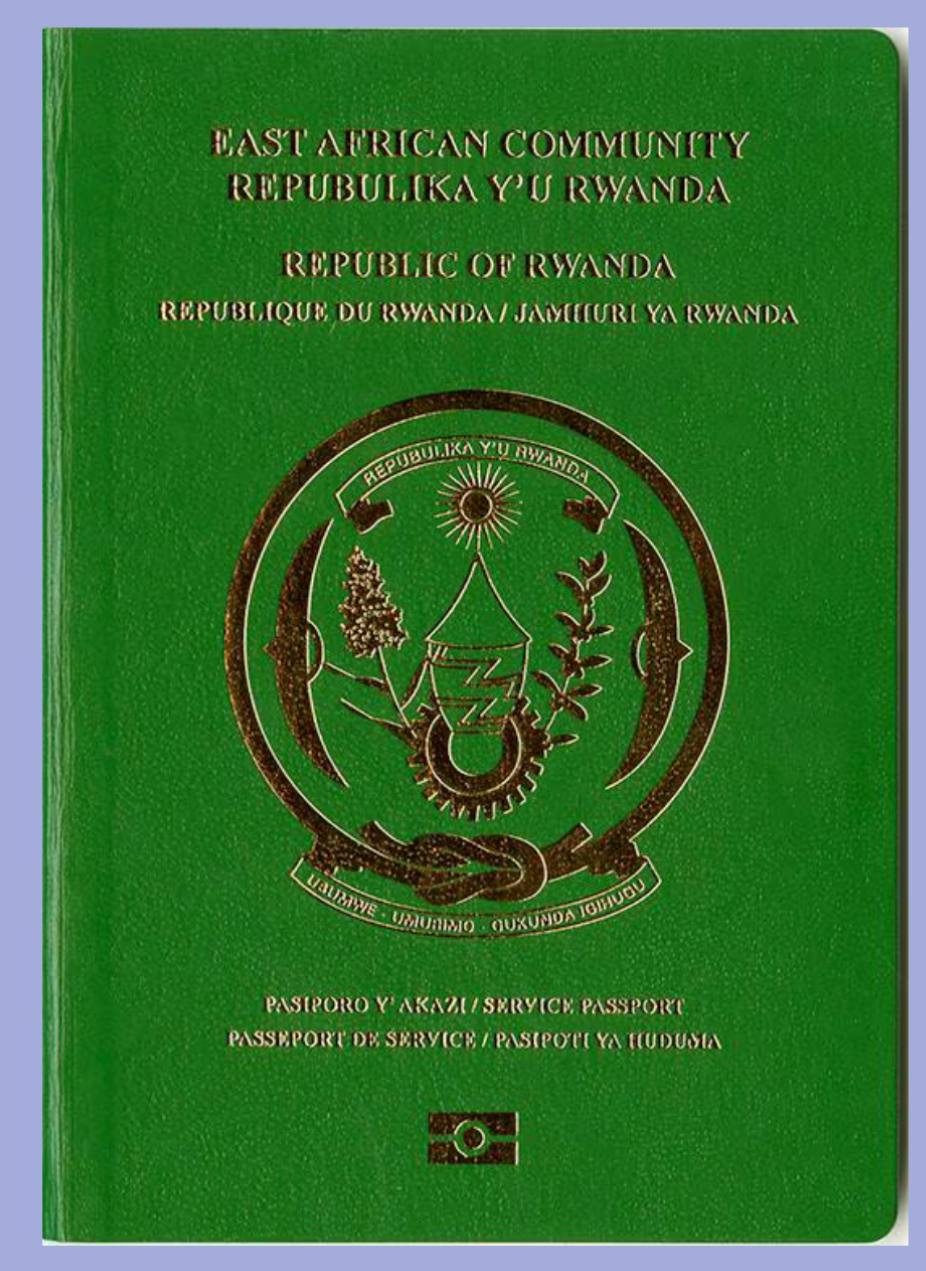 EAST AFRICAN COMMUNITY
REPUBULIKA Y'U RWANDA
REPUBLIC OF RWANDA
REPUBLIQUE DU RWANDA / JAMHURI YA RWANDA
REPUBULIKA Y'U RWANDA
UBUMWE - UMURIMO - GUKUNDA IGIHUGU
PASIPORO Y' AKAZI / SERVICE PASSPORT
PASSEPORT DE SERVICE / PASIPOTI YA HUDUMA